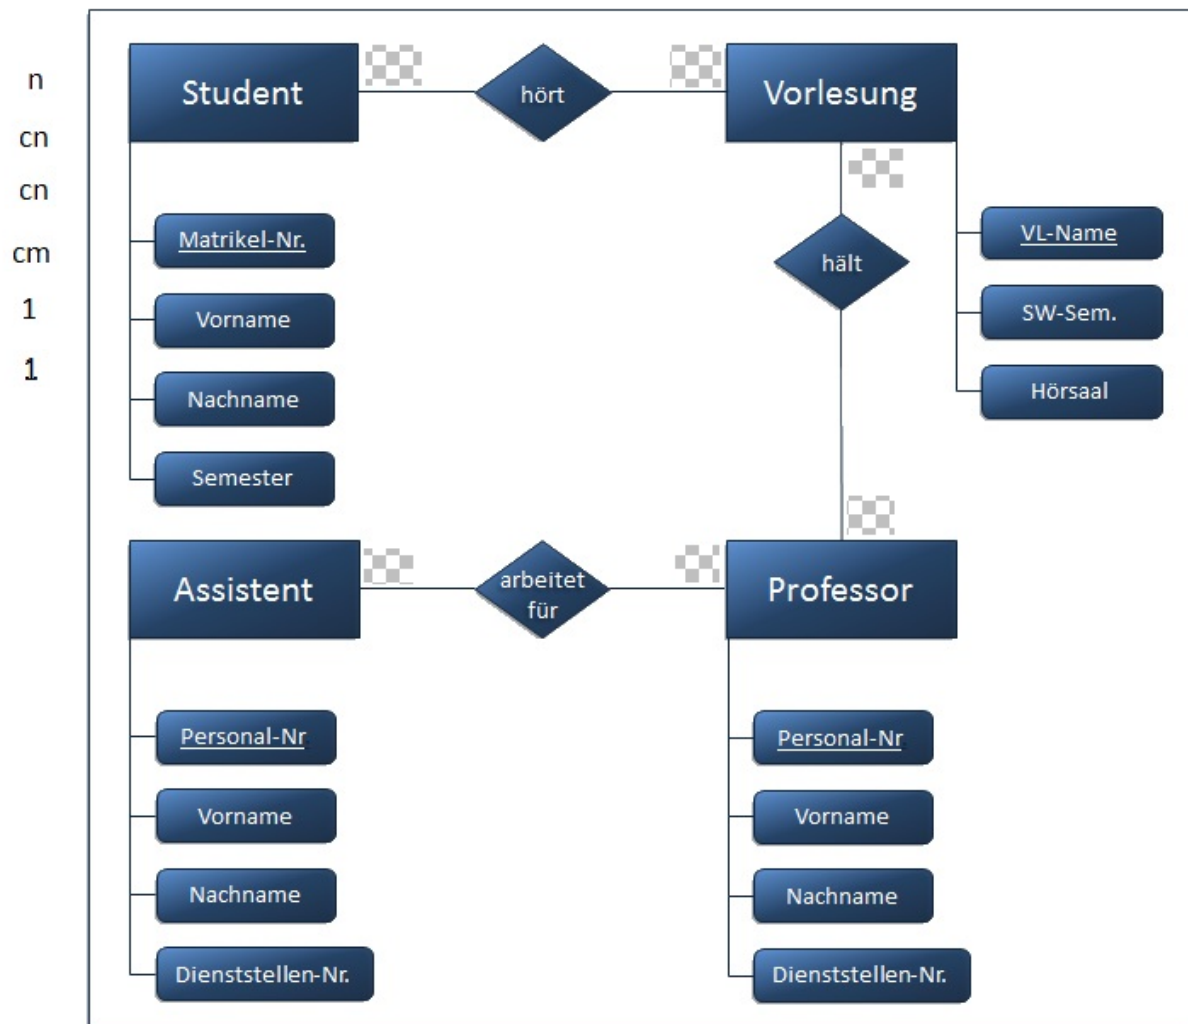 n
cn
cn
cm
1
1
Student
hört
Vorlesung
Matrikel-Nr.
Vorname
Nachname
Semester
hält
VL-Name
SW-Sem.
Hörsaal
Assistent
arbeitet
für
Professor
Personal-Nr
Vorname
Nachname
Dienststellen-Nr.
Personal-Nr
Vorname
Nachname
Dienststellen-Nr.